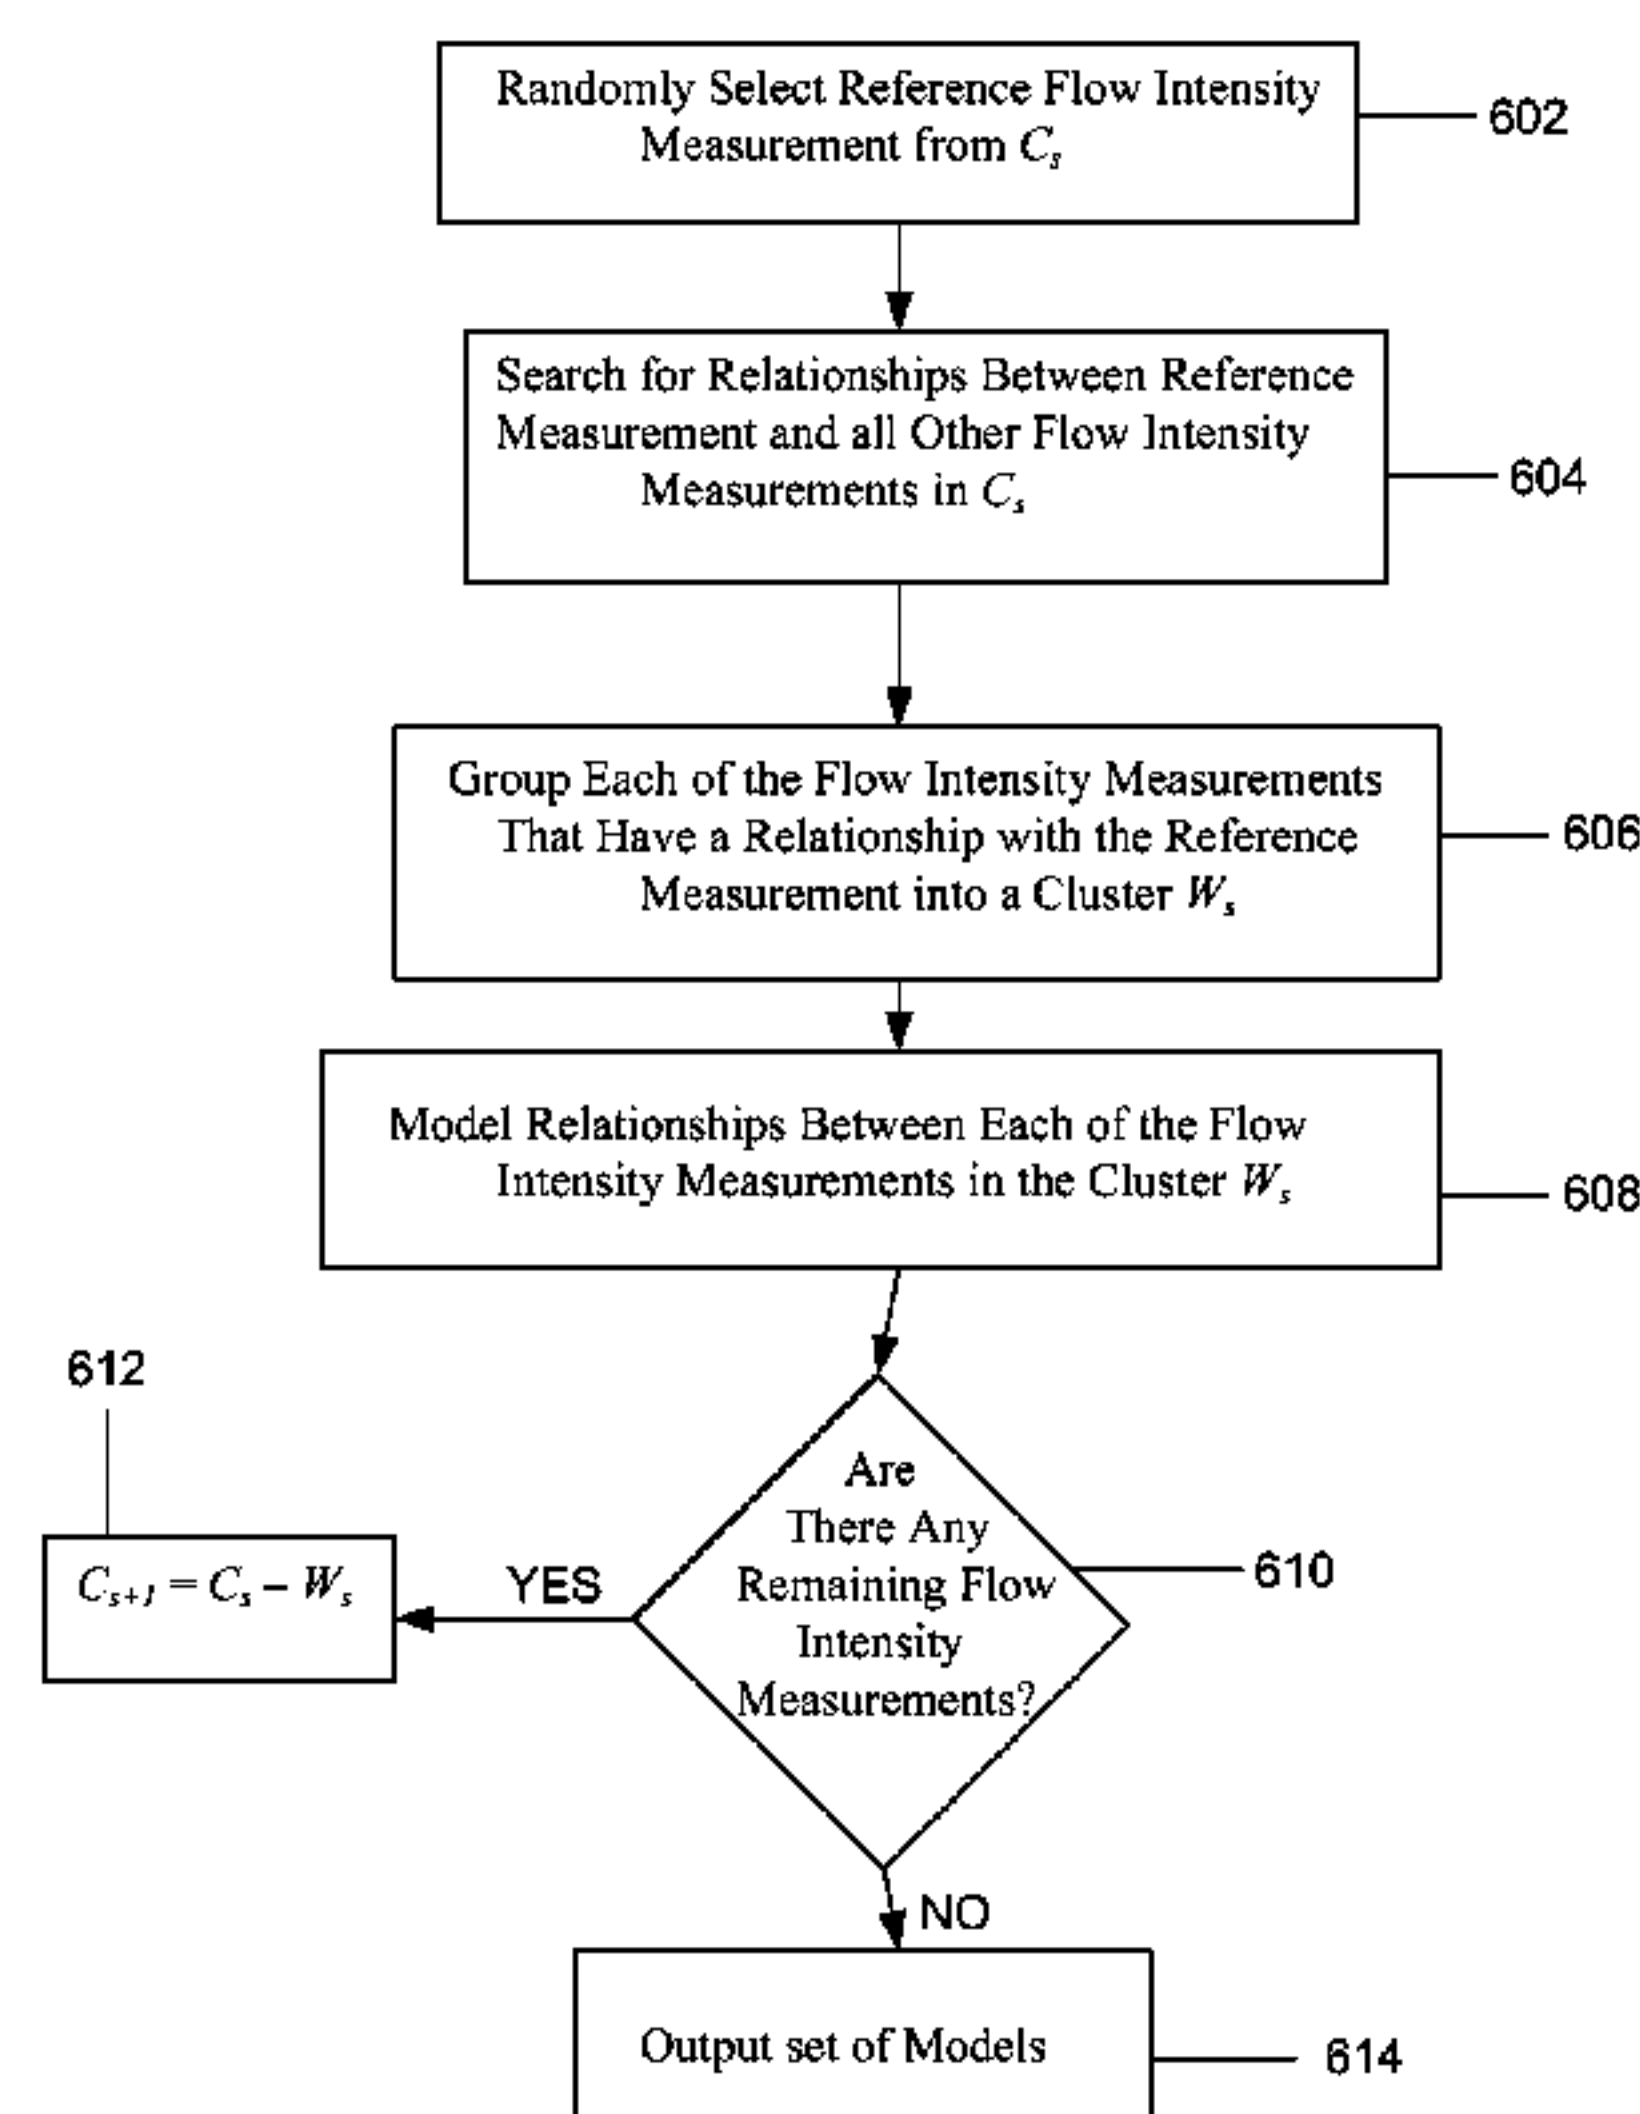 Randomly Select Reference Flow Intensity
Measurement from Cs
602
Search for Relationships Between Reference
Measurement and all Other Flow Intensity
Measurements in Cs
604
Group Each of the Flow Intensity Measurements
That Have a Relationship with the Reference
Measurement into a Cluster Ws
606
Model Relationships Between Each of the Flow
Intensity Measurements in the Cluster Ws
608
612
Cs+1 = Cs – Ws
YES
Are
There Any
Remaining Flow
Intensity
Measurements?
610
NO
Output set of Models
614